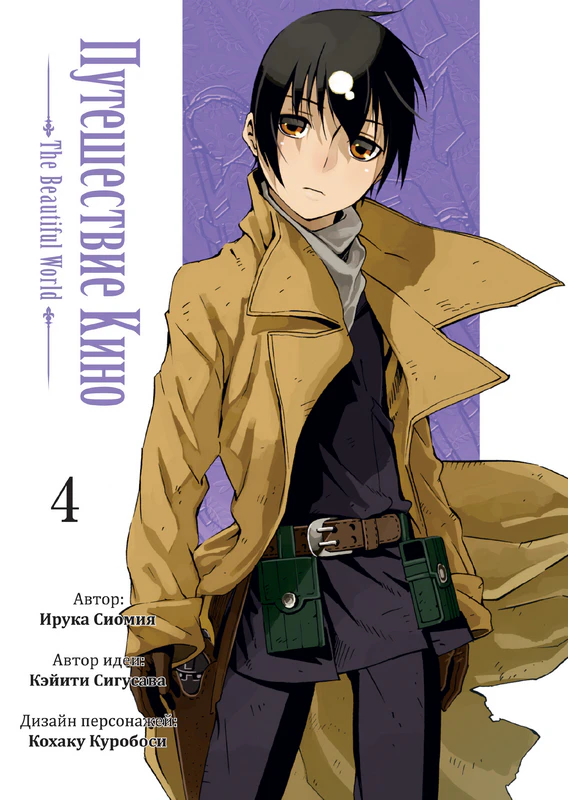 Путешествие Кино
The Beautiful World
4
Автор:
Ирука Сиомия
Автор идеи:
Кэйити Сигусава
Дизайн персонажей:
Кохаку Куробоси